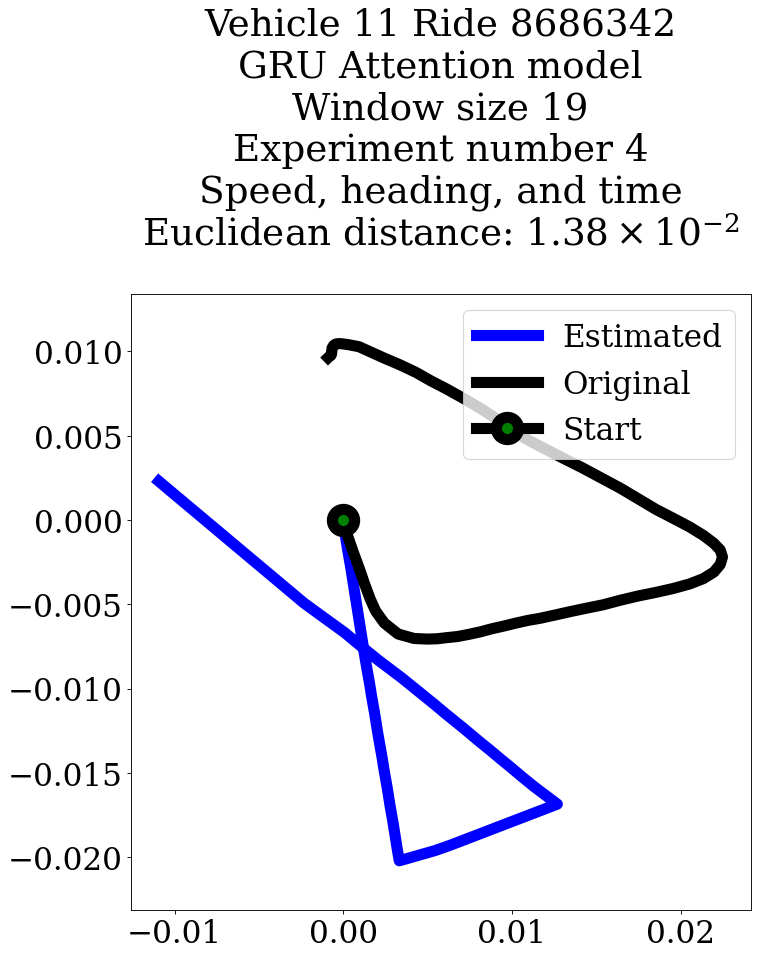 Vehicle 11 Ride 8686342
GRU Attention model
Window size 19
Experiment number 4
Speed, heading, and time
Euclidean distance: 1.38 × 10⁻²
Estimated
Original
Start
0.010
0.005
0.000
−0.005
−0.010
−0.015
−0.020
−0.01 0.00 0.01 0.02